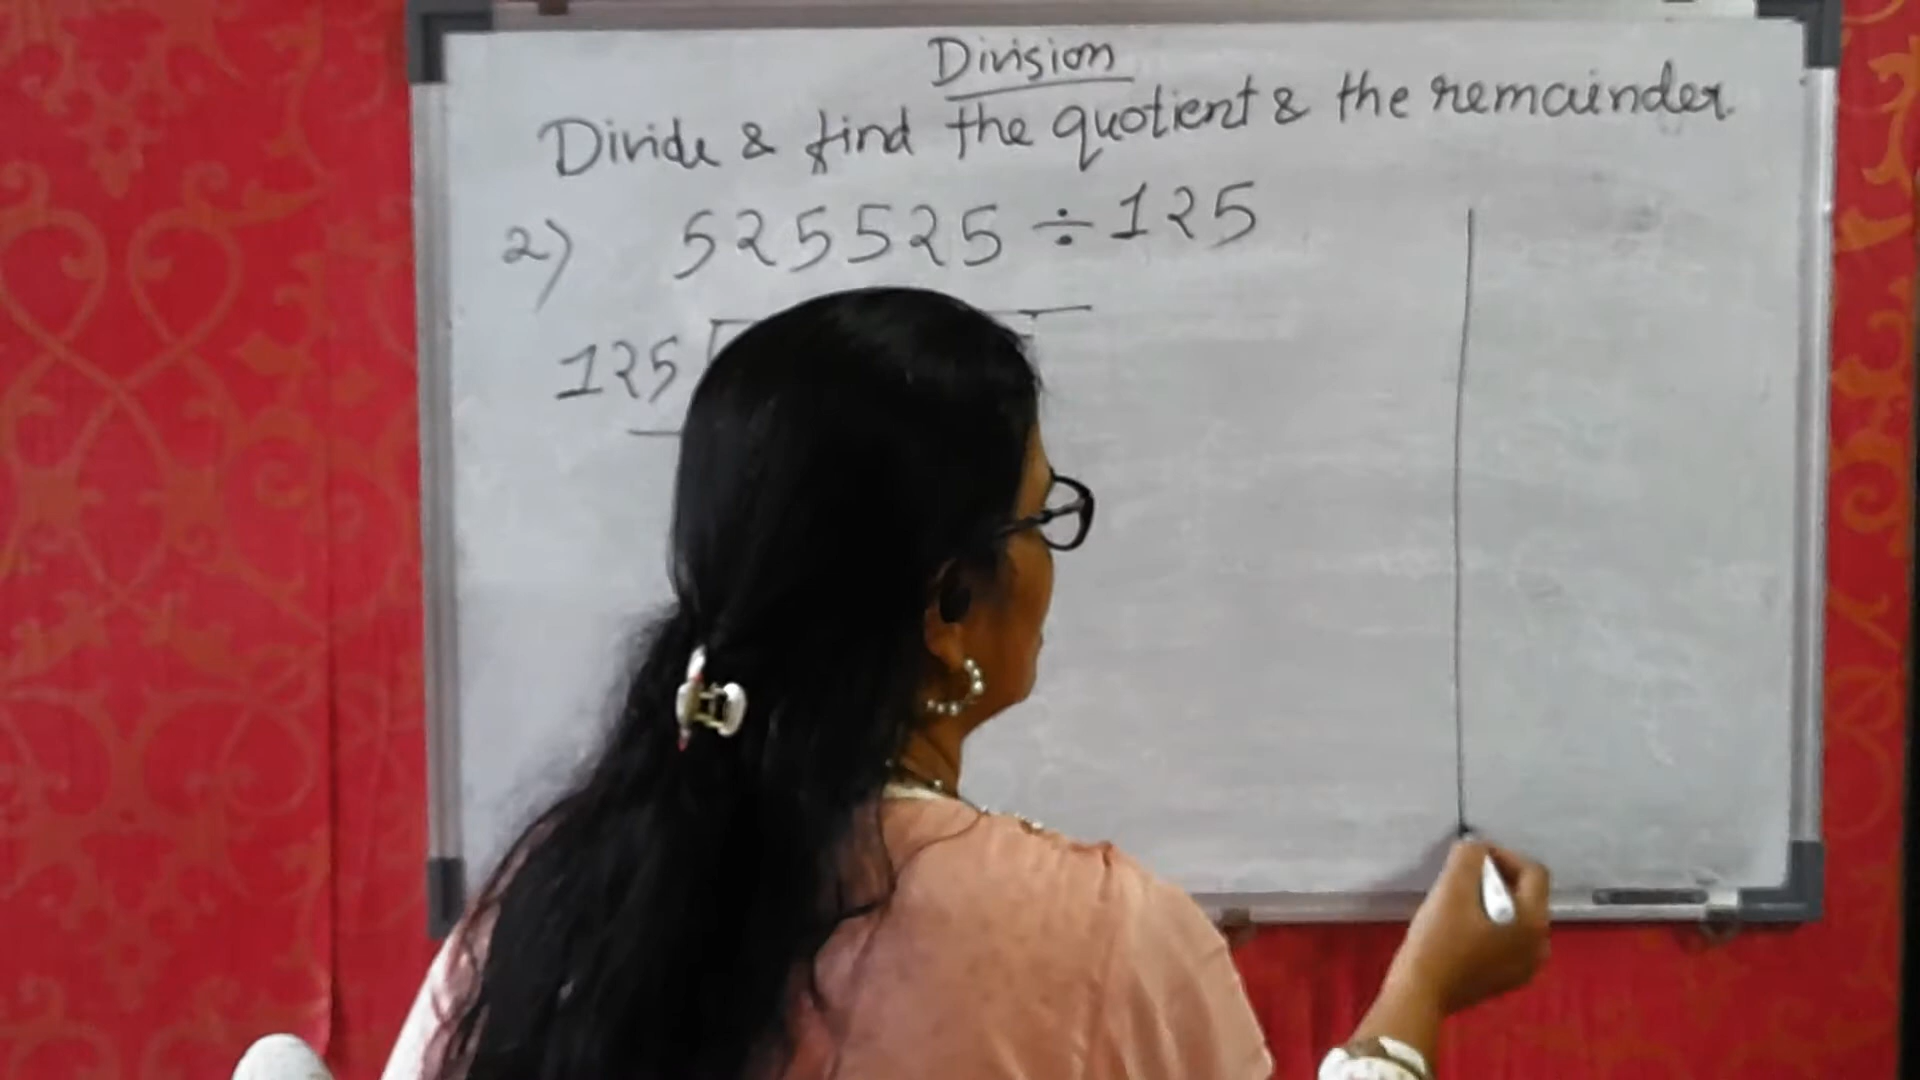 Division
Divide & find the quotient & the remainder.
2) 525525 ÷ 125
125